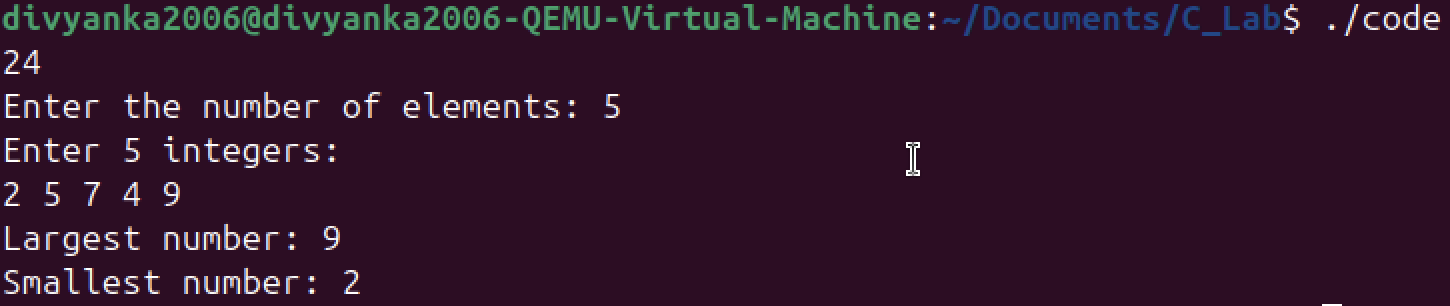 divyanka2006@divyanka2006-QEMU-Virtual-Machine:~/Documents/C_Lab$ ./code
24
Enter the number of elements: 5
Enter 5 integers:
2 5 7 4 9
Largest number: 9
Smallest number: 2